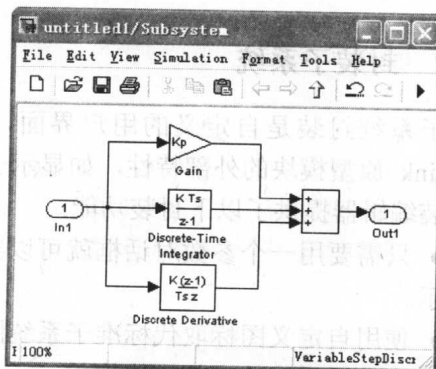 untitled1/Subsystem
File Edit View Simulation Format Tools Help
Kp
Gain
1
In1
K Ts
z-1
Discrete-Time
Integrator
K(z-1)
Ts z
Discrete Derivative
+
+
+
1
Out1
100%
VariableStepDisc